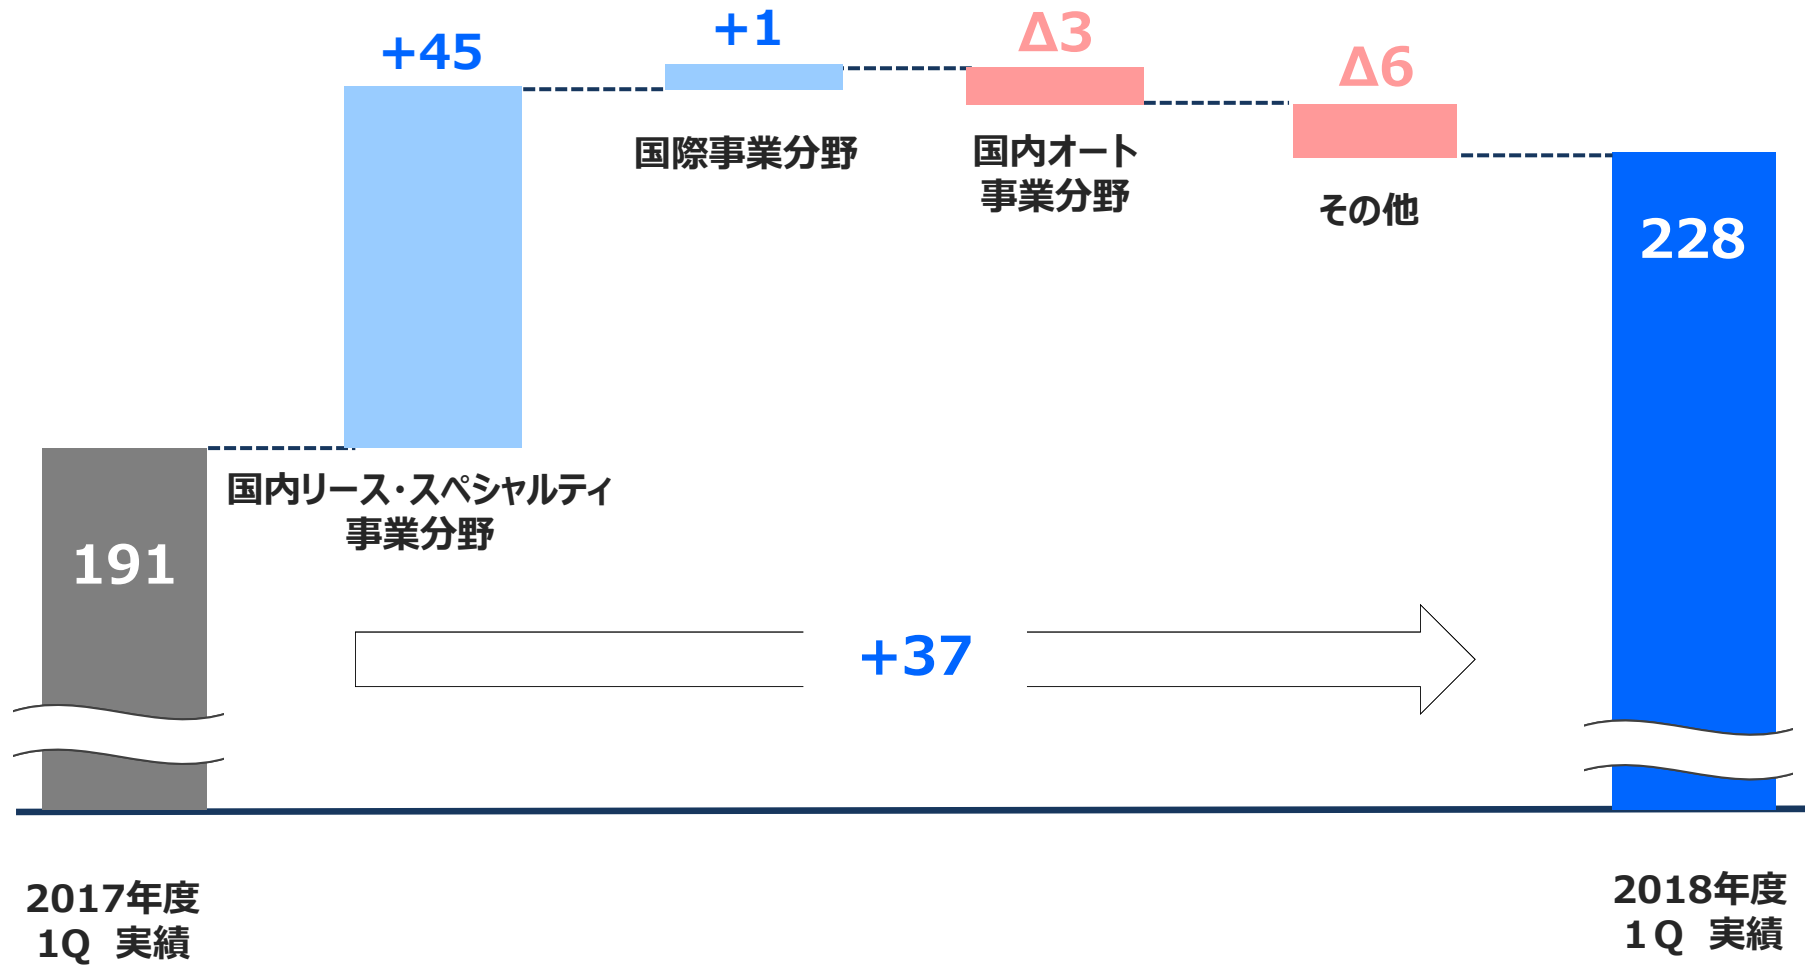 +45
+1
Δ3
Δ6
国際事業分野
国内オート
事業分野
その他
228
国内リース・スペシャルティ
事業分野
191
+37
2017年度
1Q 実績
2018年度
１Q 実績